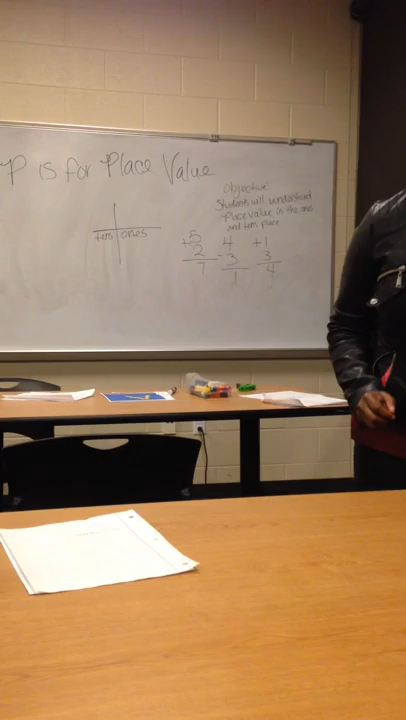 P is for Place Value
Objective:
Students will understand
Place value in the ones
and tens place
tens ones
+5 4 +1
2 -3 3
7 1 4